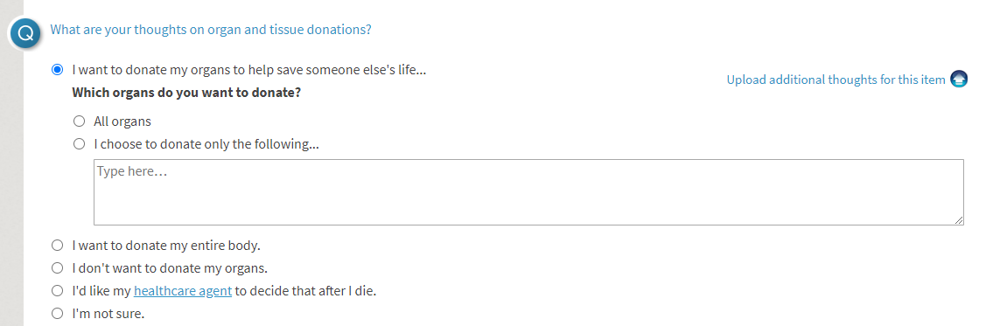 Q
What are your thoughts on organ and tissue donations?
I want to donate my organs to help save someone else's life...
Upload additional thoughts for this item
Which organs do you want to donate?
All organs
I choose to donate only the following...
Type here...
I want to donate my entire body.
I don't want to donate my organs.
I'd like my healthcare agent to decide that after I die.
I'm not sure.